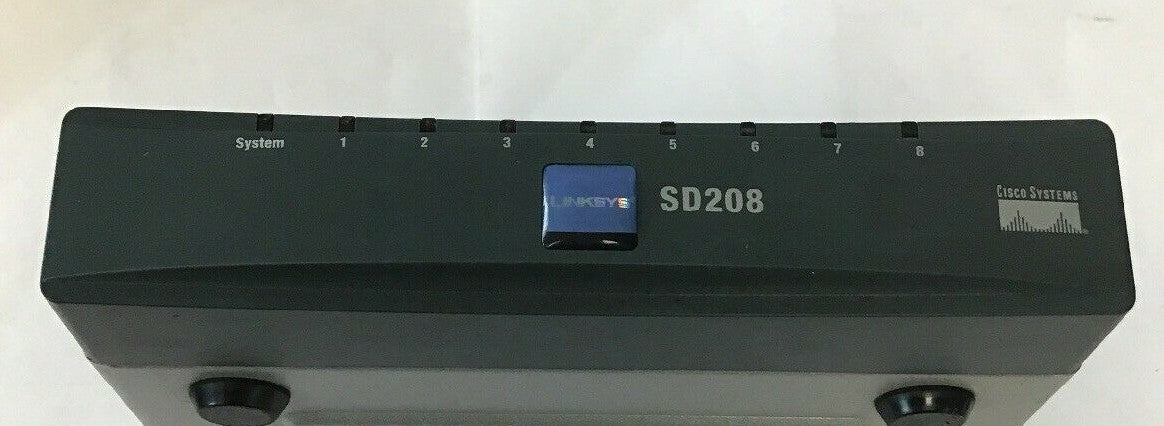 System 1 2 3 4 5 6 7 8
LINKSYS SD208
CISCO SYSTEMS
®